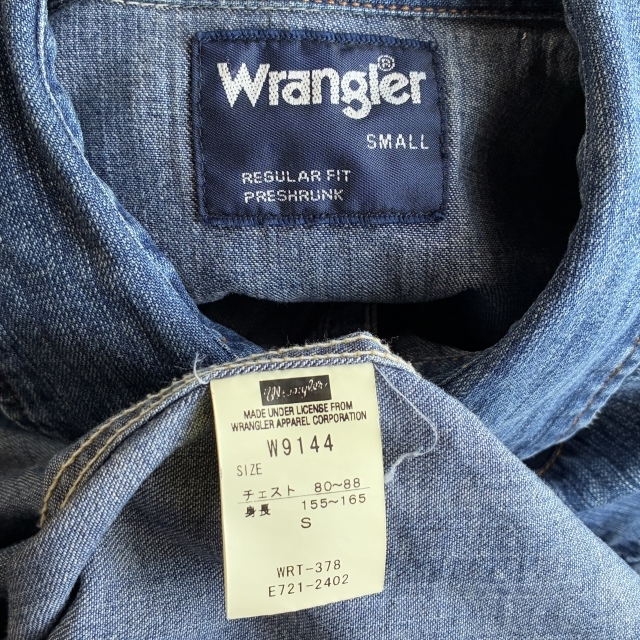 Wrangler®
SMALL
REGULAR FIT
PRESHRUNK
Wrangler
MADE UNDER LICENSE FROM
WRANGLER APPAREL CORPORATION
W9144
SIZE
チェスト 80~88
身長 155~165
S
WRT-378
E721-2402